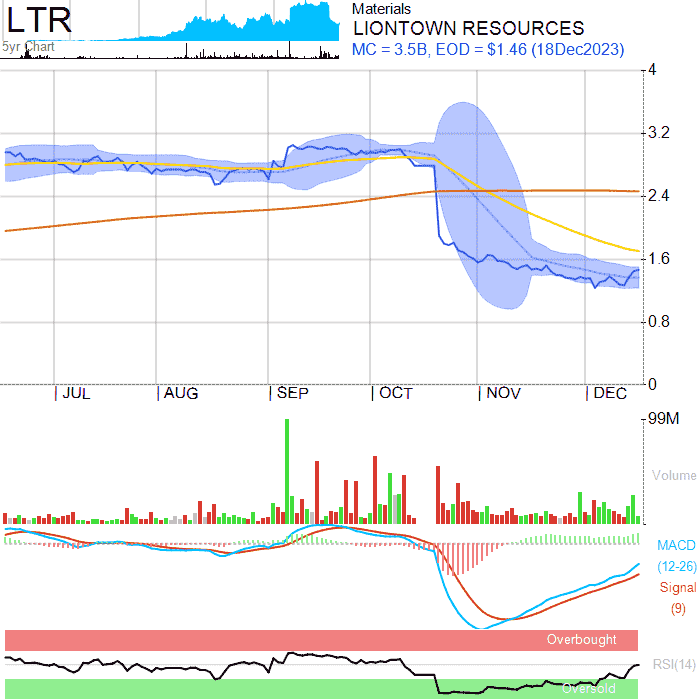 LTR
5yr Chart
Materials
LIONTOWN RESOURCES
MC = 3.5B, EOD = $1.46 (18Dec2023)
4
3.2
2.4
1.6
0.8
0
JUL AUG SEP OCT NOV DEC
99M
Volume
MACD
(12-26)
Signal
(9)
Overbought
RSI(14)
Oversold